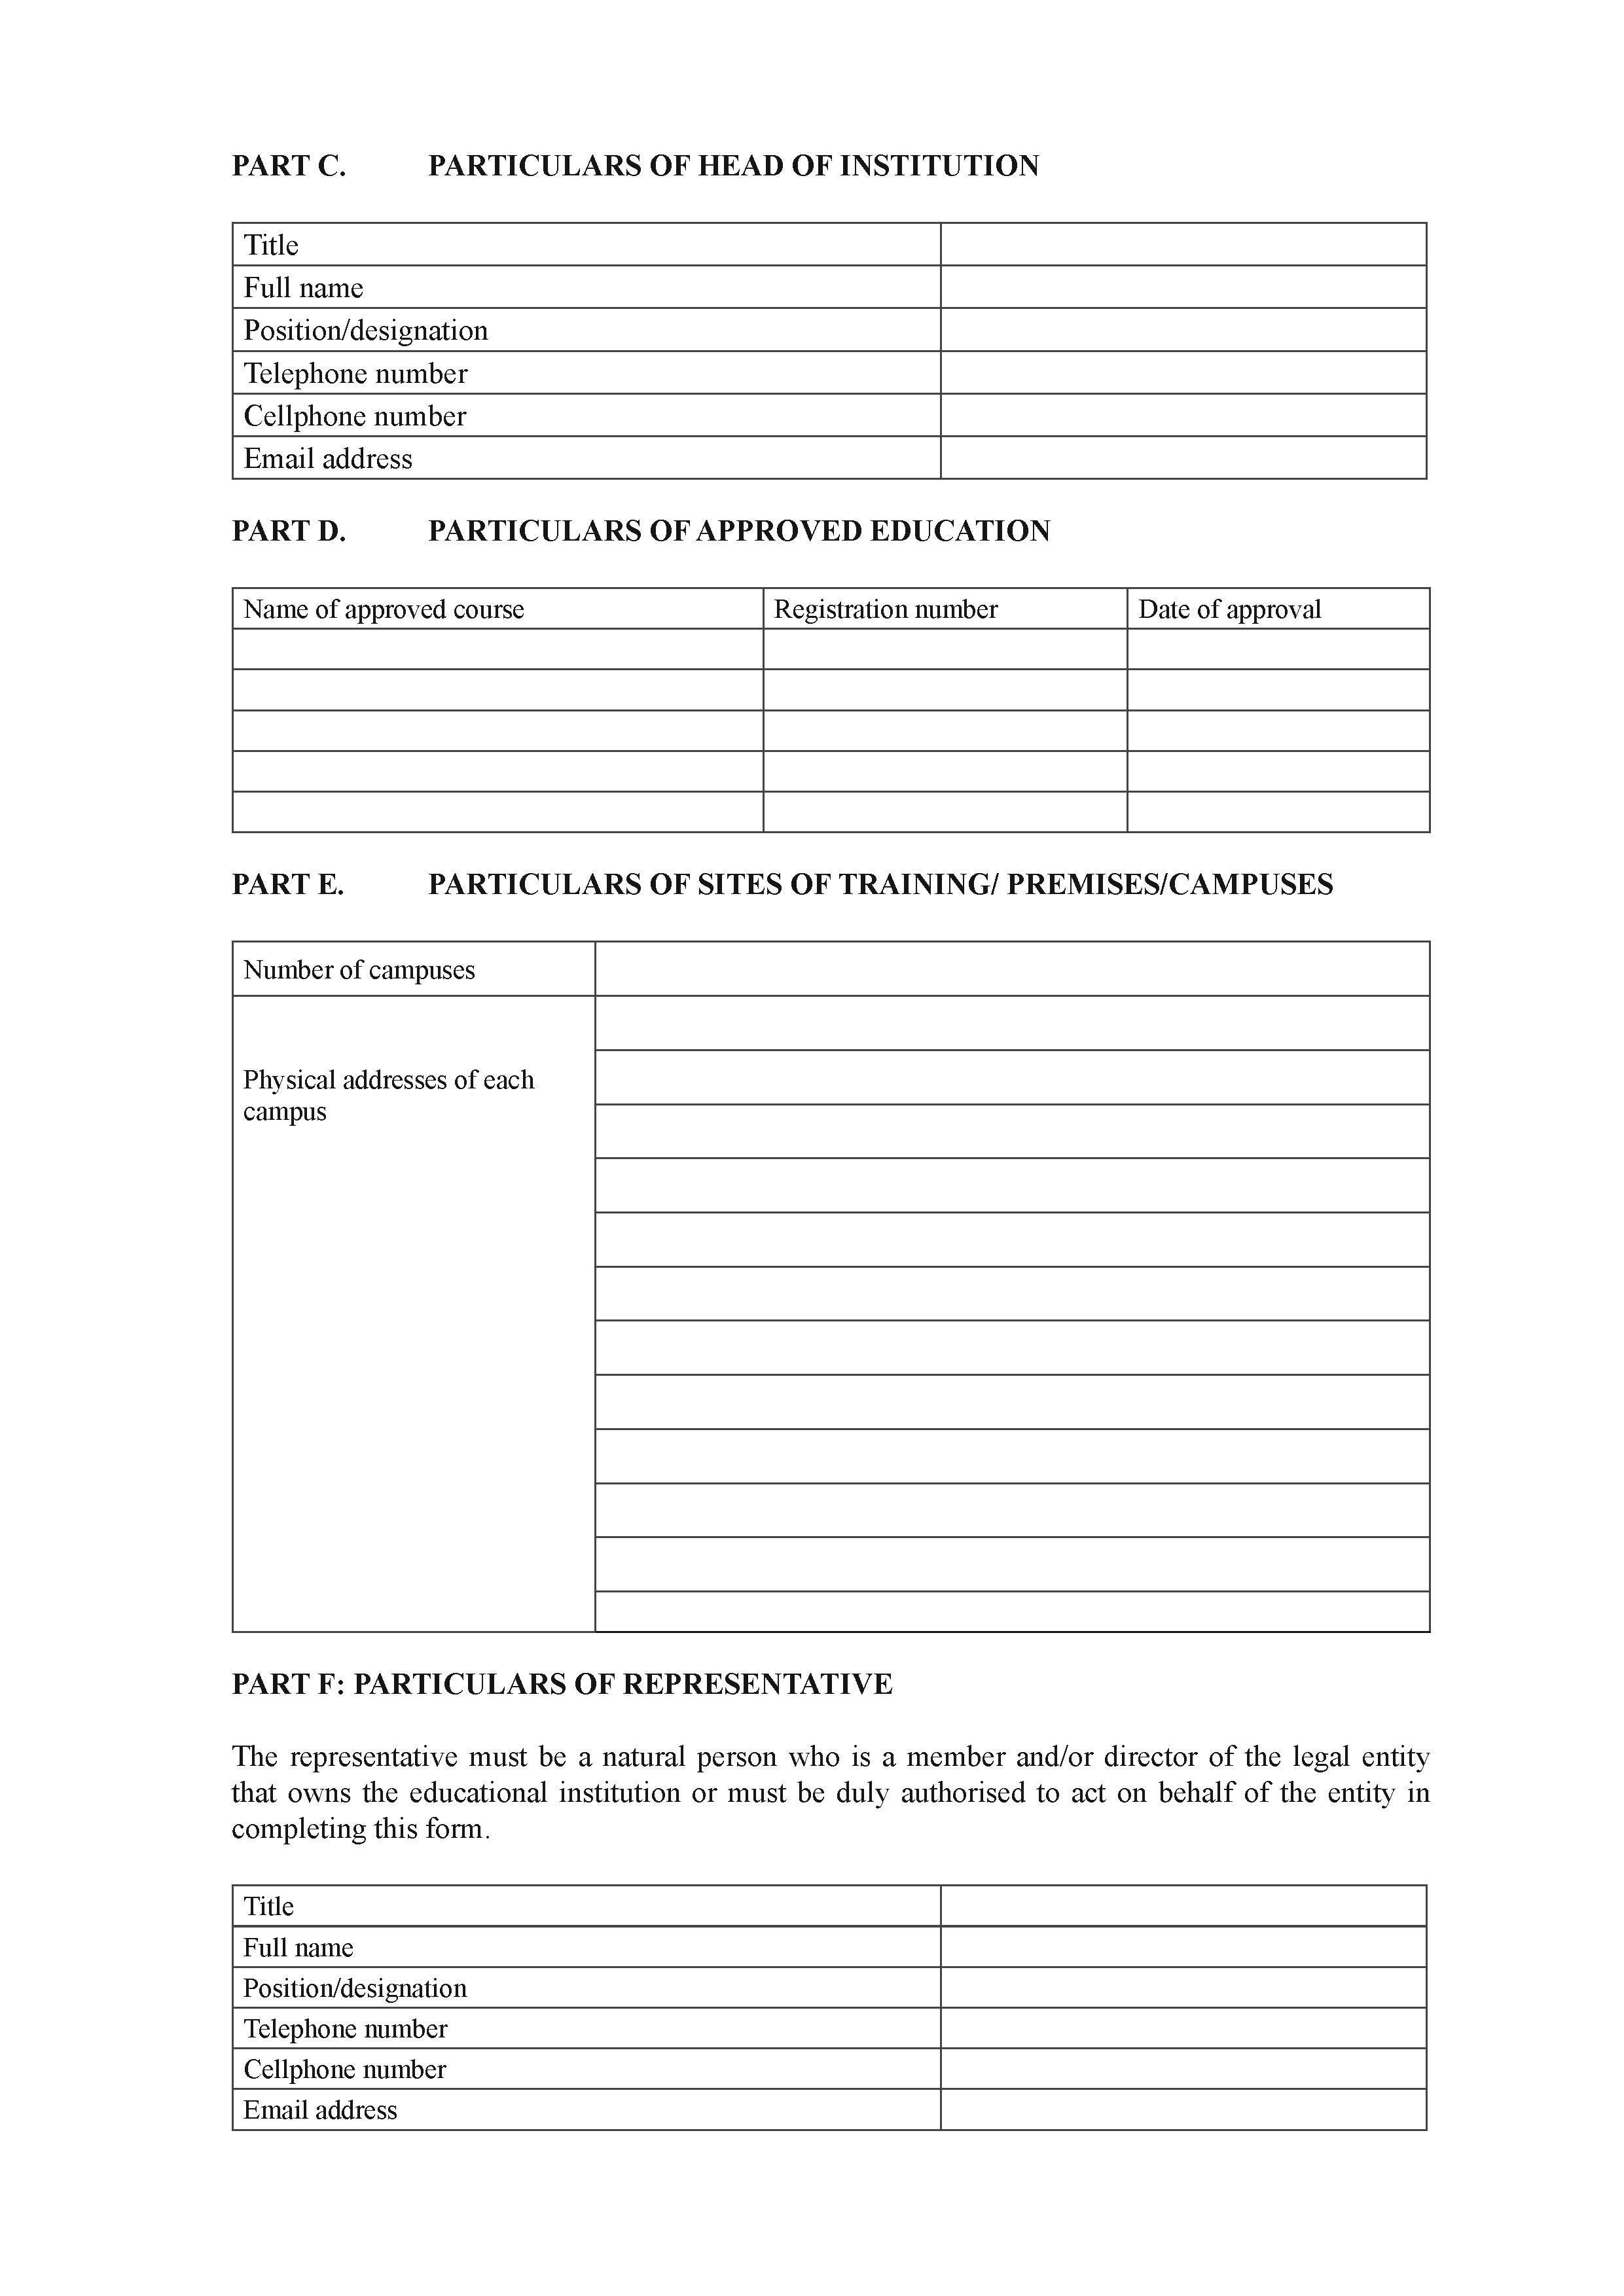 PART C. PARTICULARS OF HEAD OF INSTITUTION
Title
Full name
Position/designation
Telephone number
Cellphone number
Email address
PART D. PARTICULARS OF APPROVED EDUCATION
Name of approved course Registration number Date of approval
PART E. PARTICULARS OF SITES OF TRAINING/ PREMISES/CAMPUSES
Number of campuses
Physical addresses of each
campus
PART F: PARTICULARS OF REPRESENTATIVE
The representative must be a natural person who is a member and/or director of the legal entity
that owns the educational institution or must be duly authorised to act on behalf of the entity in
completing this form.
Title
Full name
Position/designation
Telephone number
Cellphone number
Email address